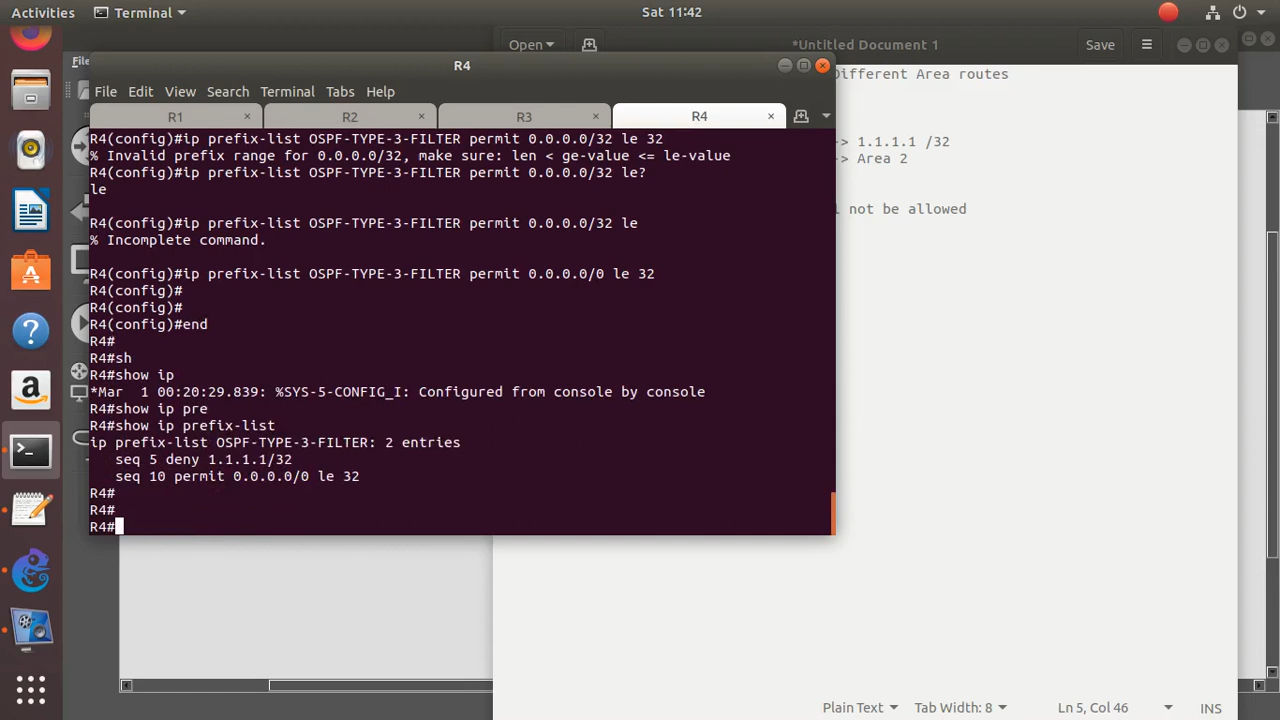 Activities
Terminal
Sat 11:42
Open
*Untitled Document 1
Save
File
R4
File Edit View Search Terminal Tabs Help
R1 R2 R3 R4
R4(config)#ip prefix-list OSPF-TYPE-3-FILTER permit 0.0.0.0/32 le 32
% Invalid prefix range for 0.0.0.0/32, make sure: len < ge-value <= le-value
R4(config)#ip prefix-list OSPF-TYPE-3-FILTER permit 0.0.0.0/32 le?
le
R4(config)#ip prefix-list OSPF-TYPE-3-FILTER permit 0.0.0.0/32 le
% Incomplete command.
R4(config)#ip prefix-list OSPF-TYPE-3-FILTER permit 0.0.0.0/0 le 32
R4(config)#
R4(config)#
R4(config)#end
R4#
R4#sh
R4#show ip
*Mar  1 00:20:29.839: %SYS-5-CONFIG_I: Configured from console by console
R4#show ip pre
R4#show ip prefix-list
ip prefix-list OSPF-TYPE-3-FILTER: 2 entries
seq 5 deny 1.1.1.1/32
seq 10 permit 0.0.0.0/0 le 32
R4#
R4#
R4#
Different Area routes
-> 1.1.1.1 /32
-> Area 2
not be allowed
Plain Text
Tab Width: 8
Ln 5, Col 46
INS